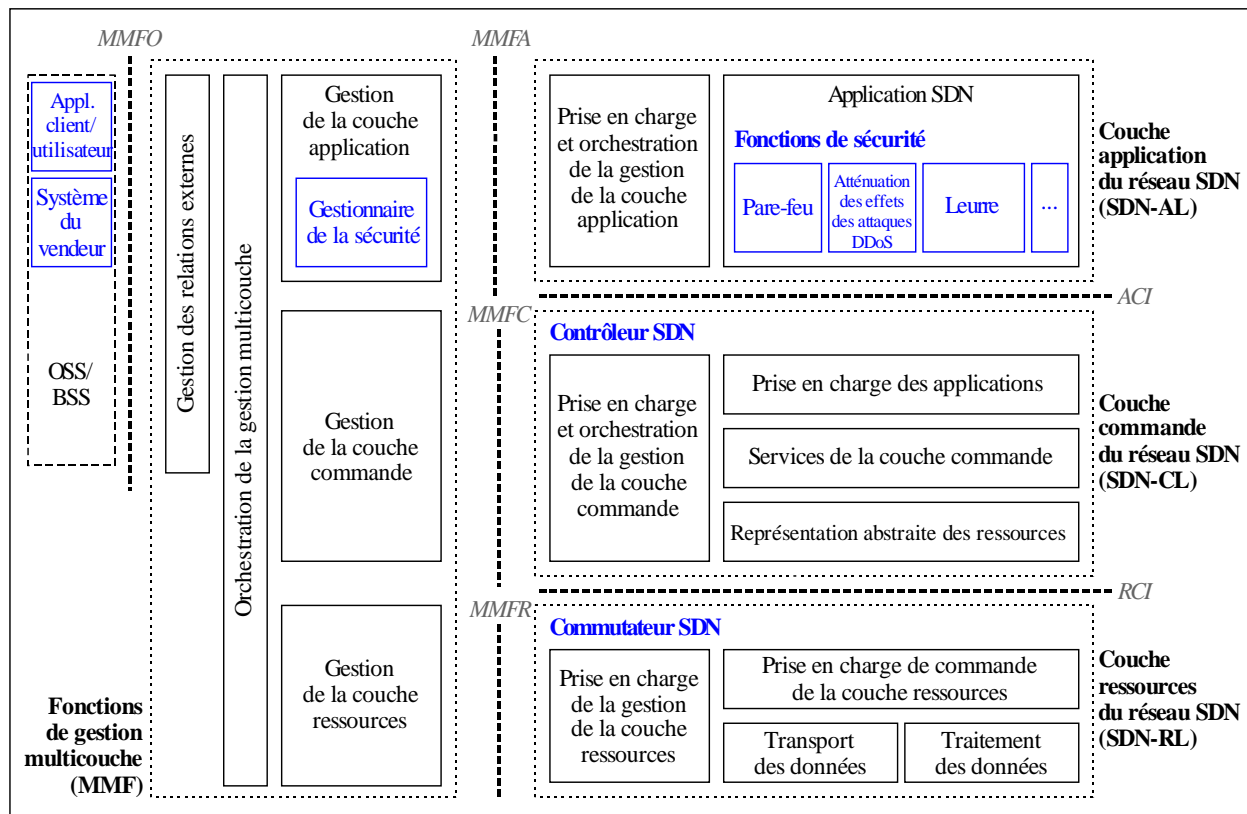 MMFO
MMFA
Appl.
client/
utilisateur
Système
du
vendeur
OSS/
BSS
Gestion des relations externes
Orchestration de la gestion multicouche
Gestion
de la couche
application
Gestionnaire
de la sécurité
Gestion
de la couche
commande
Gestion
de la couche
ressources
Fonctions
de gestion
multicouche
(MMF)
Prise en charge
et orchestration
de la gestion
de la couche
application
Application SDN
Fonctions de sécurité
Pare-feu
Atténuation
des effets
des attaques
DDoS
Leurre
...
Couche
application
du réseau SDN
(SDN-AL)
ACI
MMFC
Contrôleur SDN
Prise en charge
et orchestration
de la gestion
de la couche
commande
Prise en charge des applications
Services de la couche commande
Représentation abstraite des ressources
Couche
commande
du réseau SDN
(SDN-CL)
RCI
MMFR
Commutateur SDN
Prise en charge
de la gestion
de la couche
ressources
Prise en charge de commande
de la couche ressources
Transport
des données
Traitement
des données
Couche
ressources
du réseau SDN
(SDN-RL)